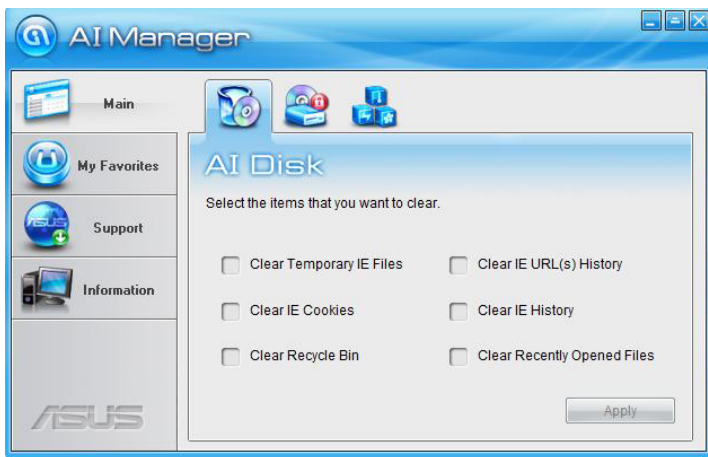 AI Manager
Main
My Favorites
Support
Information
ASUS
AI Disk
Select the items that you want to clear.
Clear Temporary IE Files
Clear IE URL(s) History
Clear IE Cookies
Clear IE History
Clear Recycle Bin
Clear Recently Opened Files
Apply
ASUS